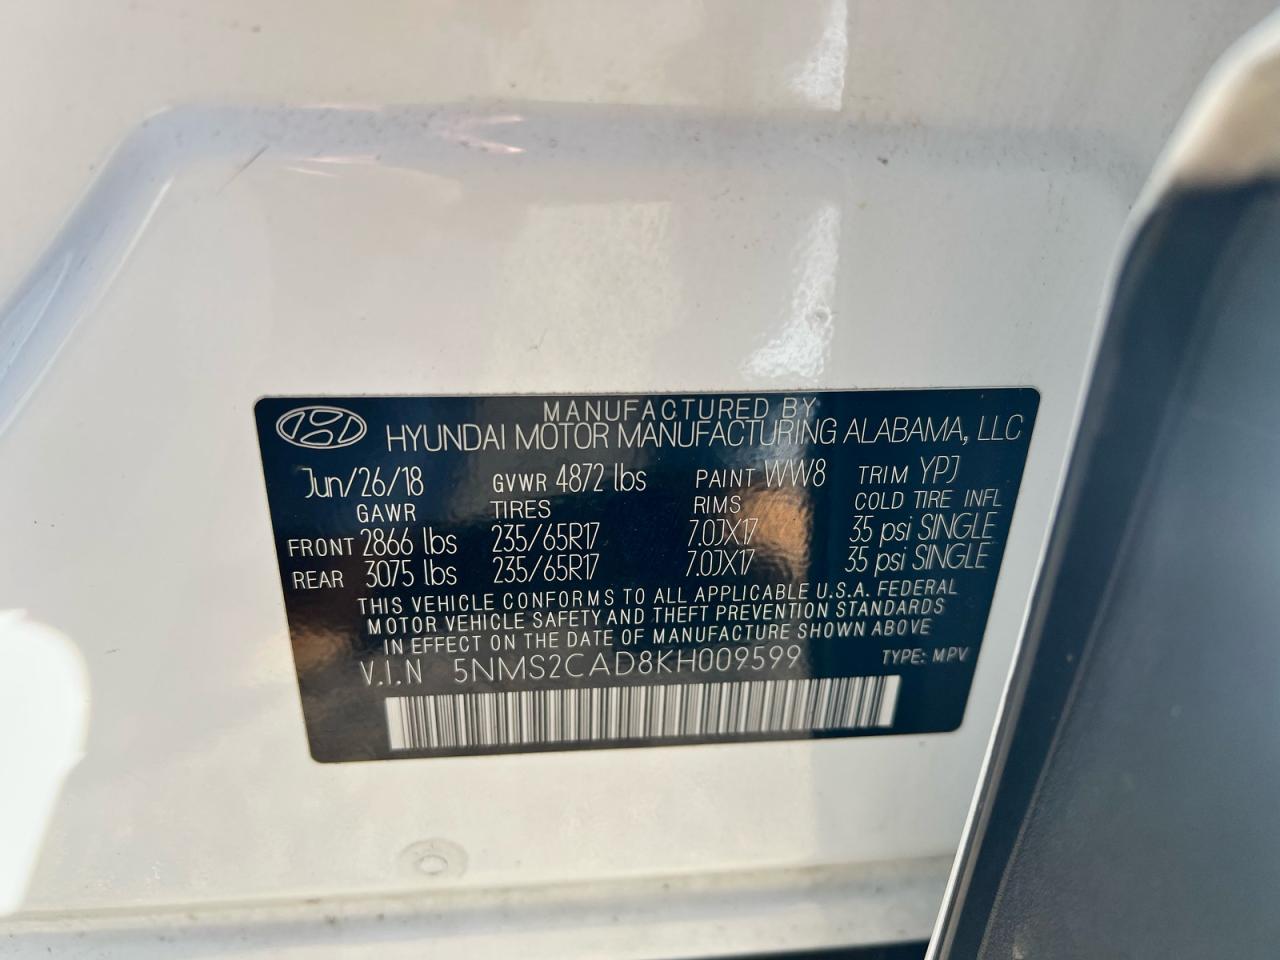 MANUFACTURED BY
HYUNDAI MOTOR MANUFACTURING ALABAMA, LLC
Jun/26/18 GVWR 4872 lbs PAINT WW8 TRIM YPJ
GAWR TIRES RIMS COLD TIRE INFL
FRONT 2866 lbs 235/65R17 7.0JX17 35 psi SINGLE
REAR 3075 lbs 235/65R17 7.0JX17 35 psi SINGLE
THIS VEHICLE CONFORMS TO ALL APPLICABLE U.S.A. FEDERAL
MOTOR VEHICLE SAFETY AND THEFT PREVENTION STANDARDS
IN EFFECT ON THE DATE OF MANUFACTURE SHOWN ABOVE
V.I.N 5NMS2CAD8KH009599 TYPE: MPV